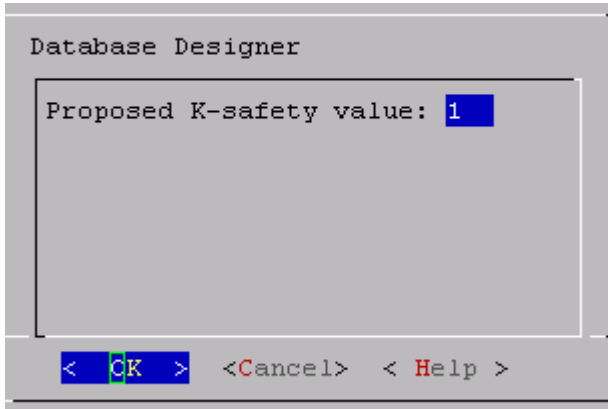 Database Designer
Proposed K-safety value: 1
< OK > <Cancel> < Help >